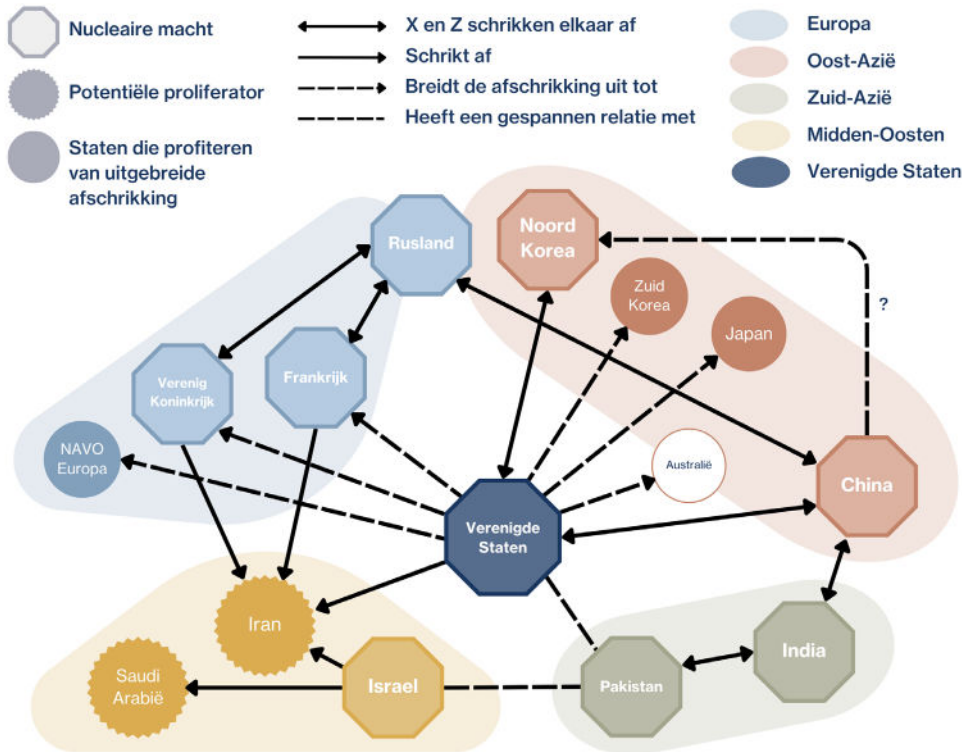 Nucleaire macht
Potentiële proliferator
Staten die profiteren
van uitgebreide
afschrikking
X en Z schrikken elkaar af
Schrikt af
Breidt de afschrikking uit tot
Heeft een gespannen relatie met
Europa
Oost-Azië
Zuid-Azië
Midden-Oosten
Verenigde Staten
Rusland
Noord
Korea
Zuid
Korea
Japan
?
Verenig
Koninkrijk
Frankrijk
NAVO
Europa
Australië
China
Verenigde
Staten
Iran
Saudi
Arabië
Israel
Pakistan
India